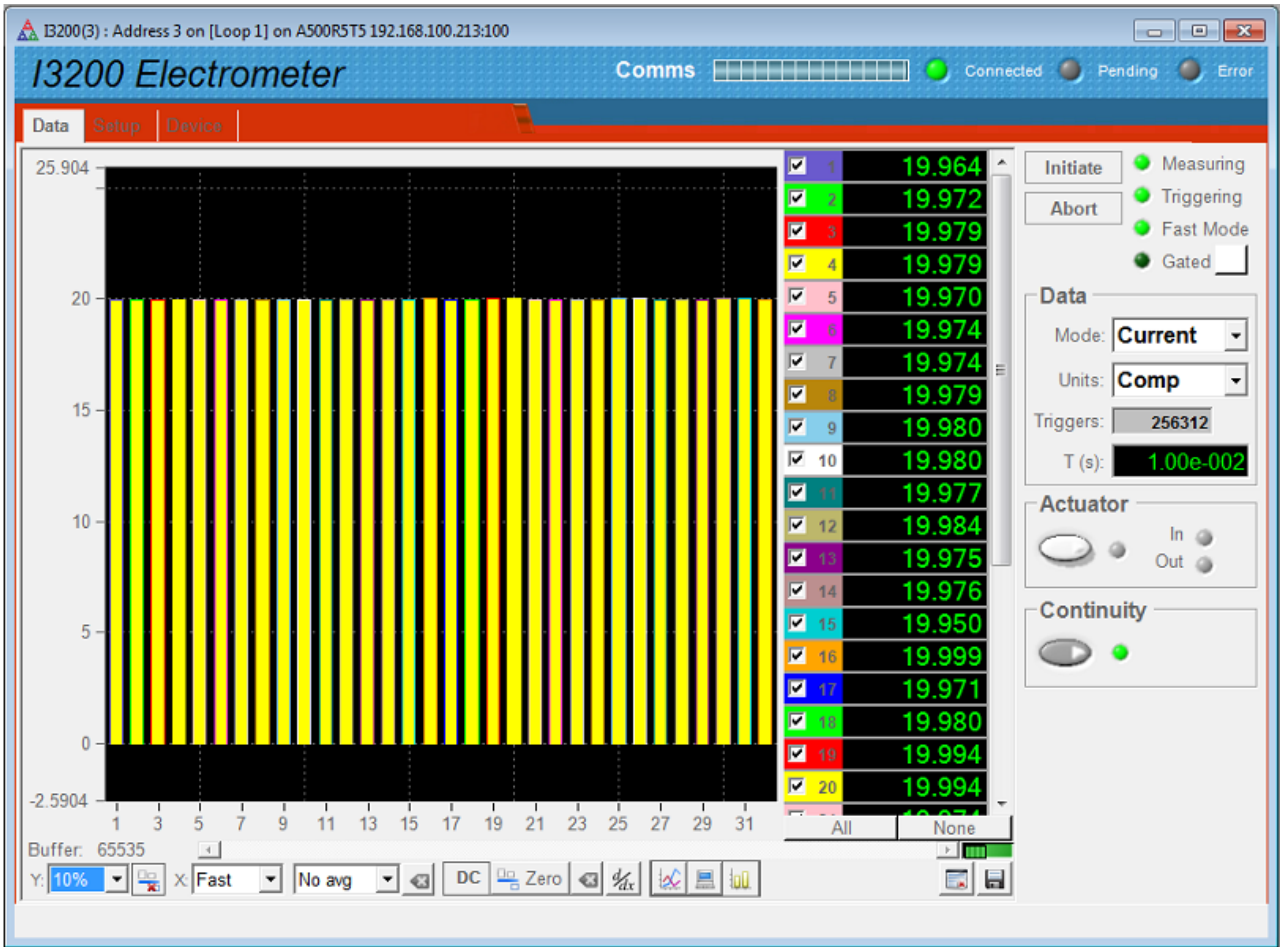 I3200(3) : Address 3 on [Loop 1] on A500R5T5 192.168.100.213:100
I3200 Electrometer
Comms
Connected
Pending
Error
Data
Setup
Device
25.904
20
15
10
5
0
-2.5904
1 3 5 7 9 11 13 15 17 19 21 23 25 27 29 31
1 19.964
2 19.972
3 19.979
4 19.979
5 19.970
6 19.974
7 19.974
8 19.979
9 19.980
10 19.980
11 19.977
12 19.984
13 19.975
14 19.976
15 19.950
16 19.999
17 19.971
18 19.980
19 19.994
20 19.994
All
None
Initiate
Abort
Measuring
Triggering
Fast Mode
Gated
Data
Mode: Current
Units: Comp
Triggers: 256312
T (s): 1.00e-002
Actuator
In
Out
Continuity
Buffer: 65535
Y: 10%
X: Fast
No avg
DC
Zero
d/dx